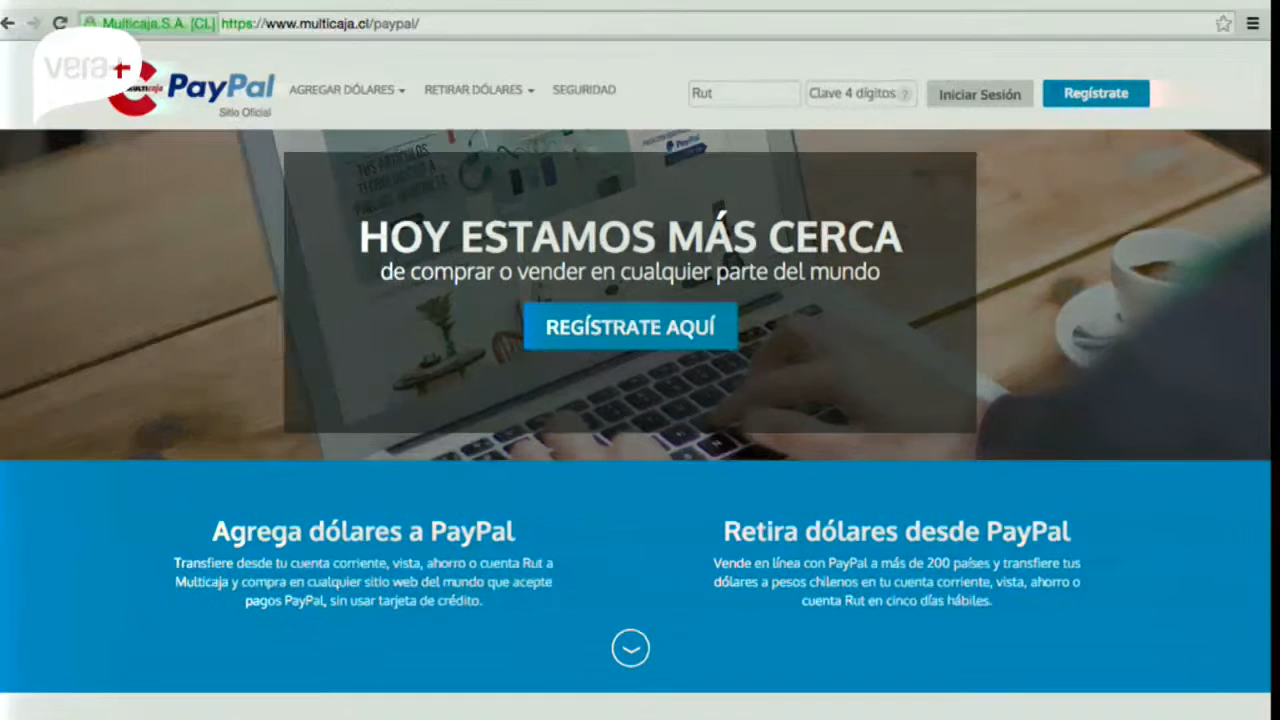 Multicaja S.A. [CL] https://www.multicaja.cl/paypal/
vera+
multicaja PayPal
Sitio Oficial
AGREGAR DÓLARES
RETIRAR DÓLARES
SEGURIDAD
Rut
Clave 4 dígitos ?
Iniciar Sesión
Regístrate
TUS ARTÍCULOS
PayPal
HOY ESTAMOS MÁS CERCA
de comprar o vender en cualquier parte del mundo
REGÍSTRATE AQUÍ
Agrega dólares a PayPal
Transfiere desde tu cuenta corriente, vista, ahorro o cuenta Rut a
Multicaja y compra en cualquier sitio web del mundo que acepte
pagos PayPal, sin usar tarjeta de crédito.
Retira dólares desde PayPal
Vende en línea con PayPal a más de 200 países y transfiere tus
dólares a pesos chilenos en tu cuenta corriente, vista, ahorro o
cuenta Rut en cinco días hábiles.